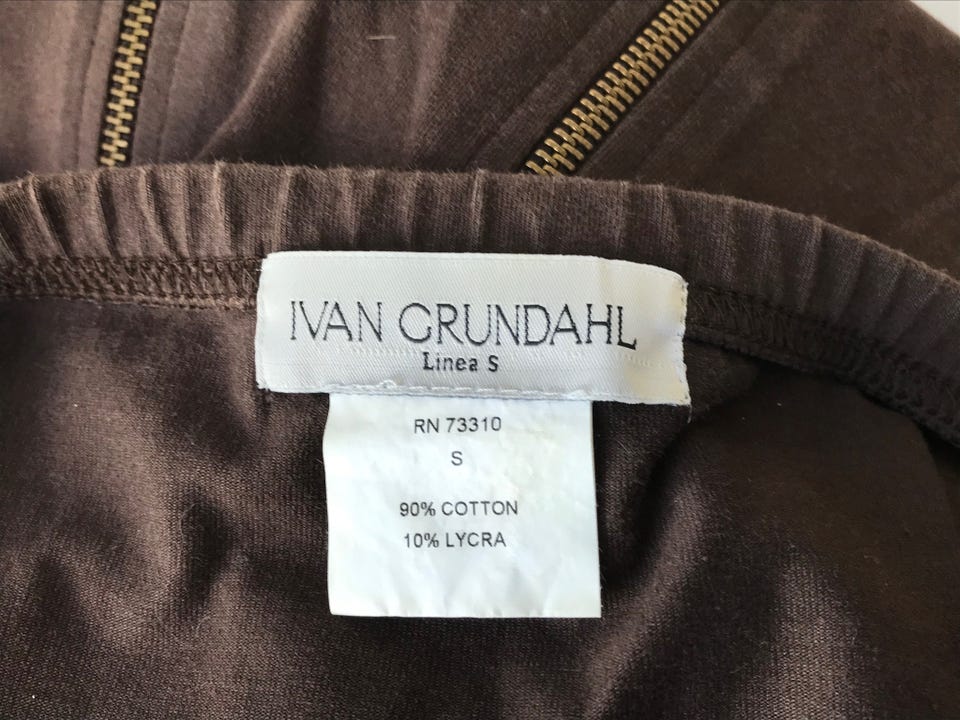 IVAN GRUNDAHL
Linea S
RN 73310
S
90% COTTON
10% LYCRA